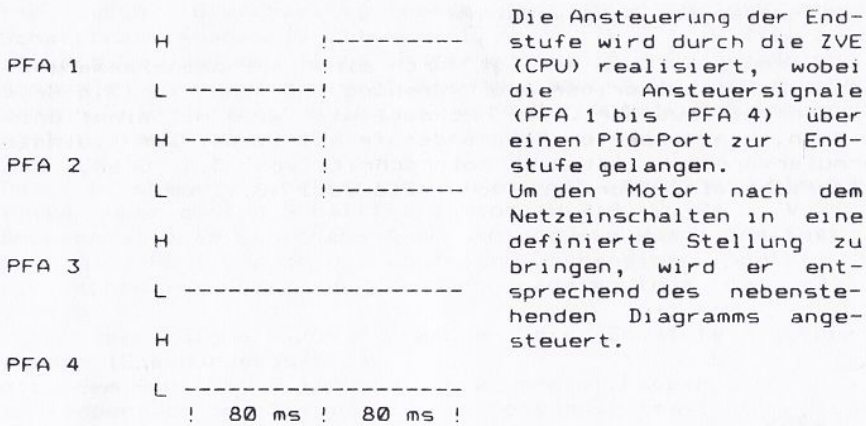 H !----------
PFA 1 !
L ----------!
H ----------!
PFA 2 !
L !----------
H
PFA 3
L --------------------
H
PFA 4
L --------------------
! 80 ms ! 80 ms !
Die Ansteuerung der End-
stufe wird durch die ZVE
(CPU) realisiert, wobei
die 4 Ansteuersignale
(PFA 1 bis PFA 4) über
einen PIO-Port zur End-
stufe gelangen.
Um den Motor nach dem
Netzeinschalten in eine
definierte Stellung zu
bringen, wird er ent-
sprechend des nebenste-
henden Diagramms ange-
steuert.